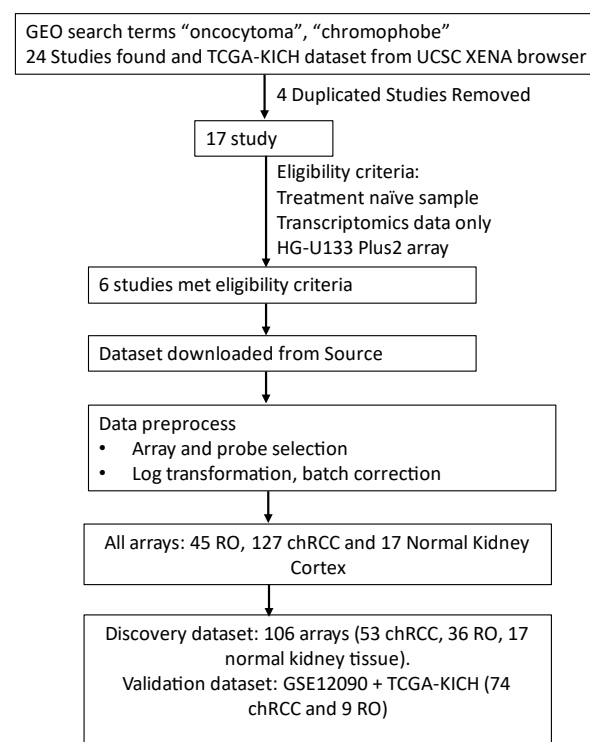 GEO search terms “oncocytoma”, “chromophobe”
24 Studies found and TCGA-KICH dataset from UCSC XENA browser
4 Duplicated Studies Removed
17 study
Eligibility criteria:
Treatment naïve sample
Transcriptomics data only
HG-U133 Plus2 array
6 studies met eligibility criteria
Dataset downloaded from Source
Data preprocess
• Array and probe selection
• Log transformation, batch correction
All arrays: 45 RO, 127 chRCC and 17 Normal Kidney
Cortex
Discovery dataset: 106 arrays (53 chRCC, 36 RO, 17
normal kidney tissue).
Validation dataset: GSE12090 + TCGA-KICH (74
chRCC and 9 RO)